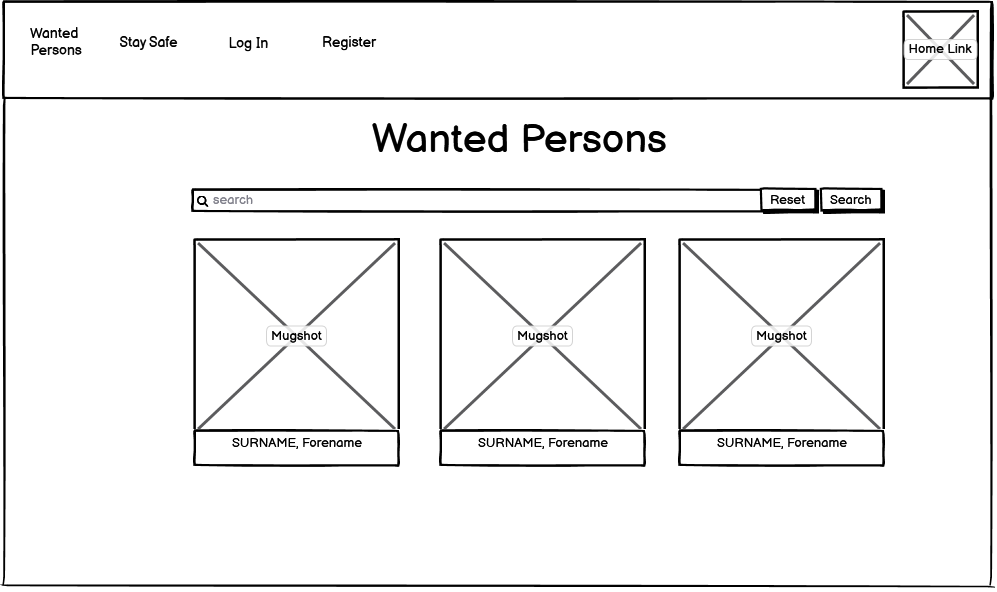 Wanted
Persons
Stay Safe
Log In
Register
Home Link
Wanted Persons
search
Reset
Search
Mugshot
Mugshot
Mugshot
SURNAME, Forename
SURNAME, Forename
SURNAME, Forename